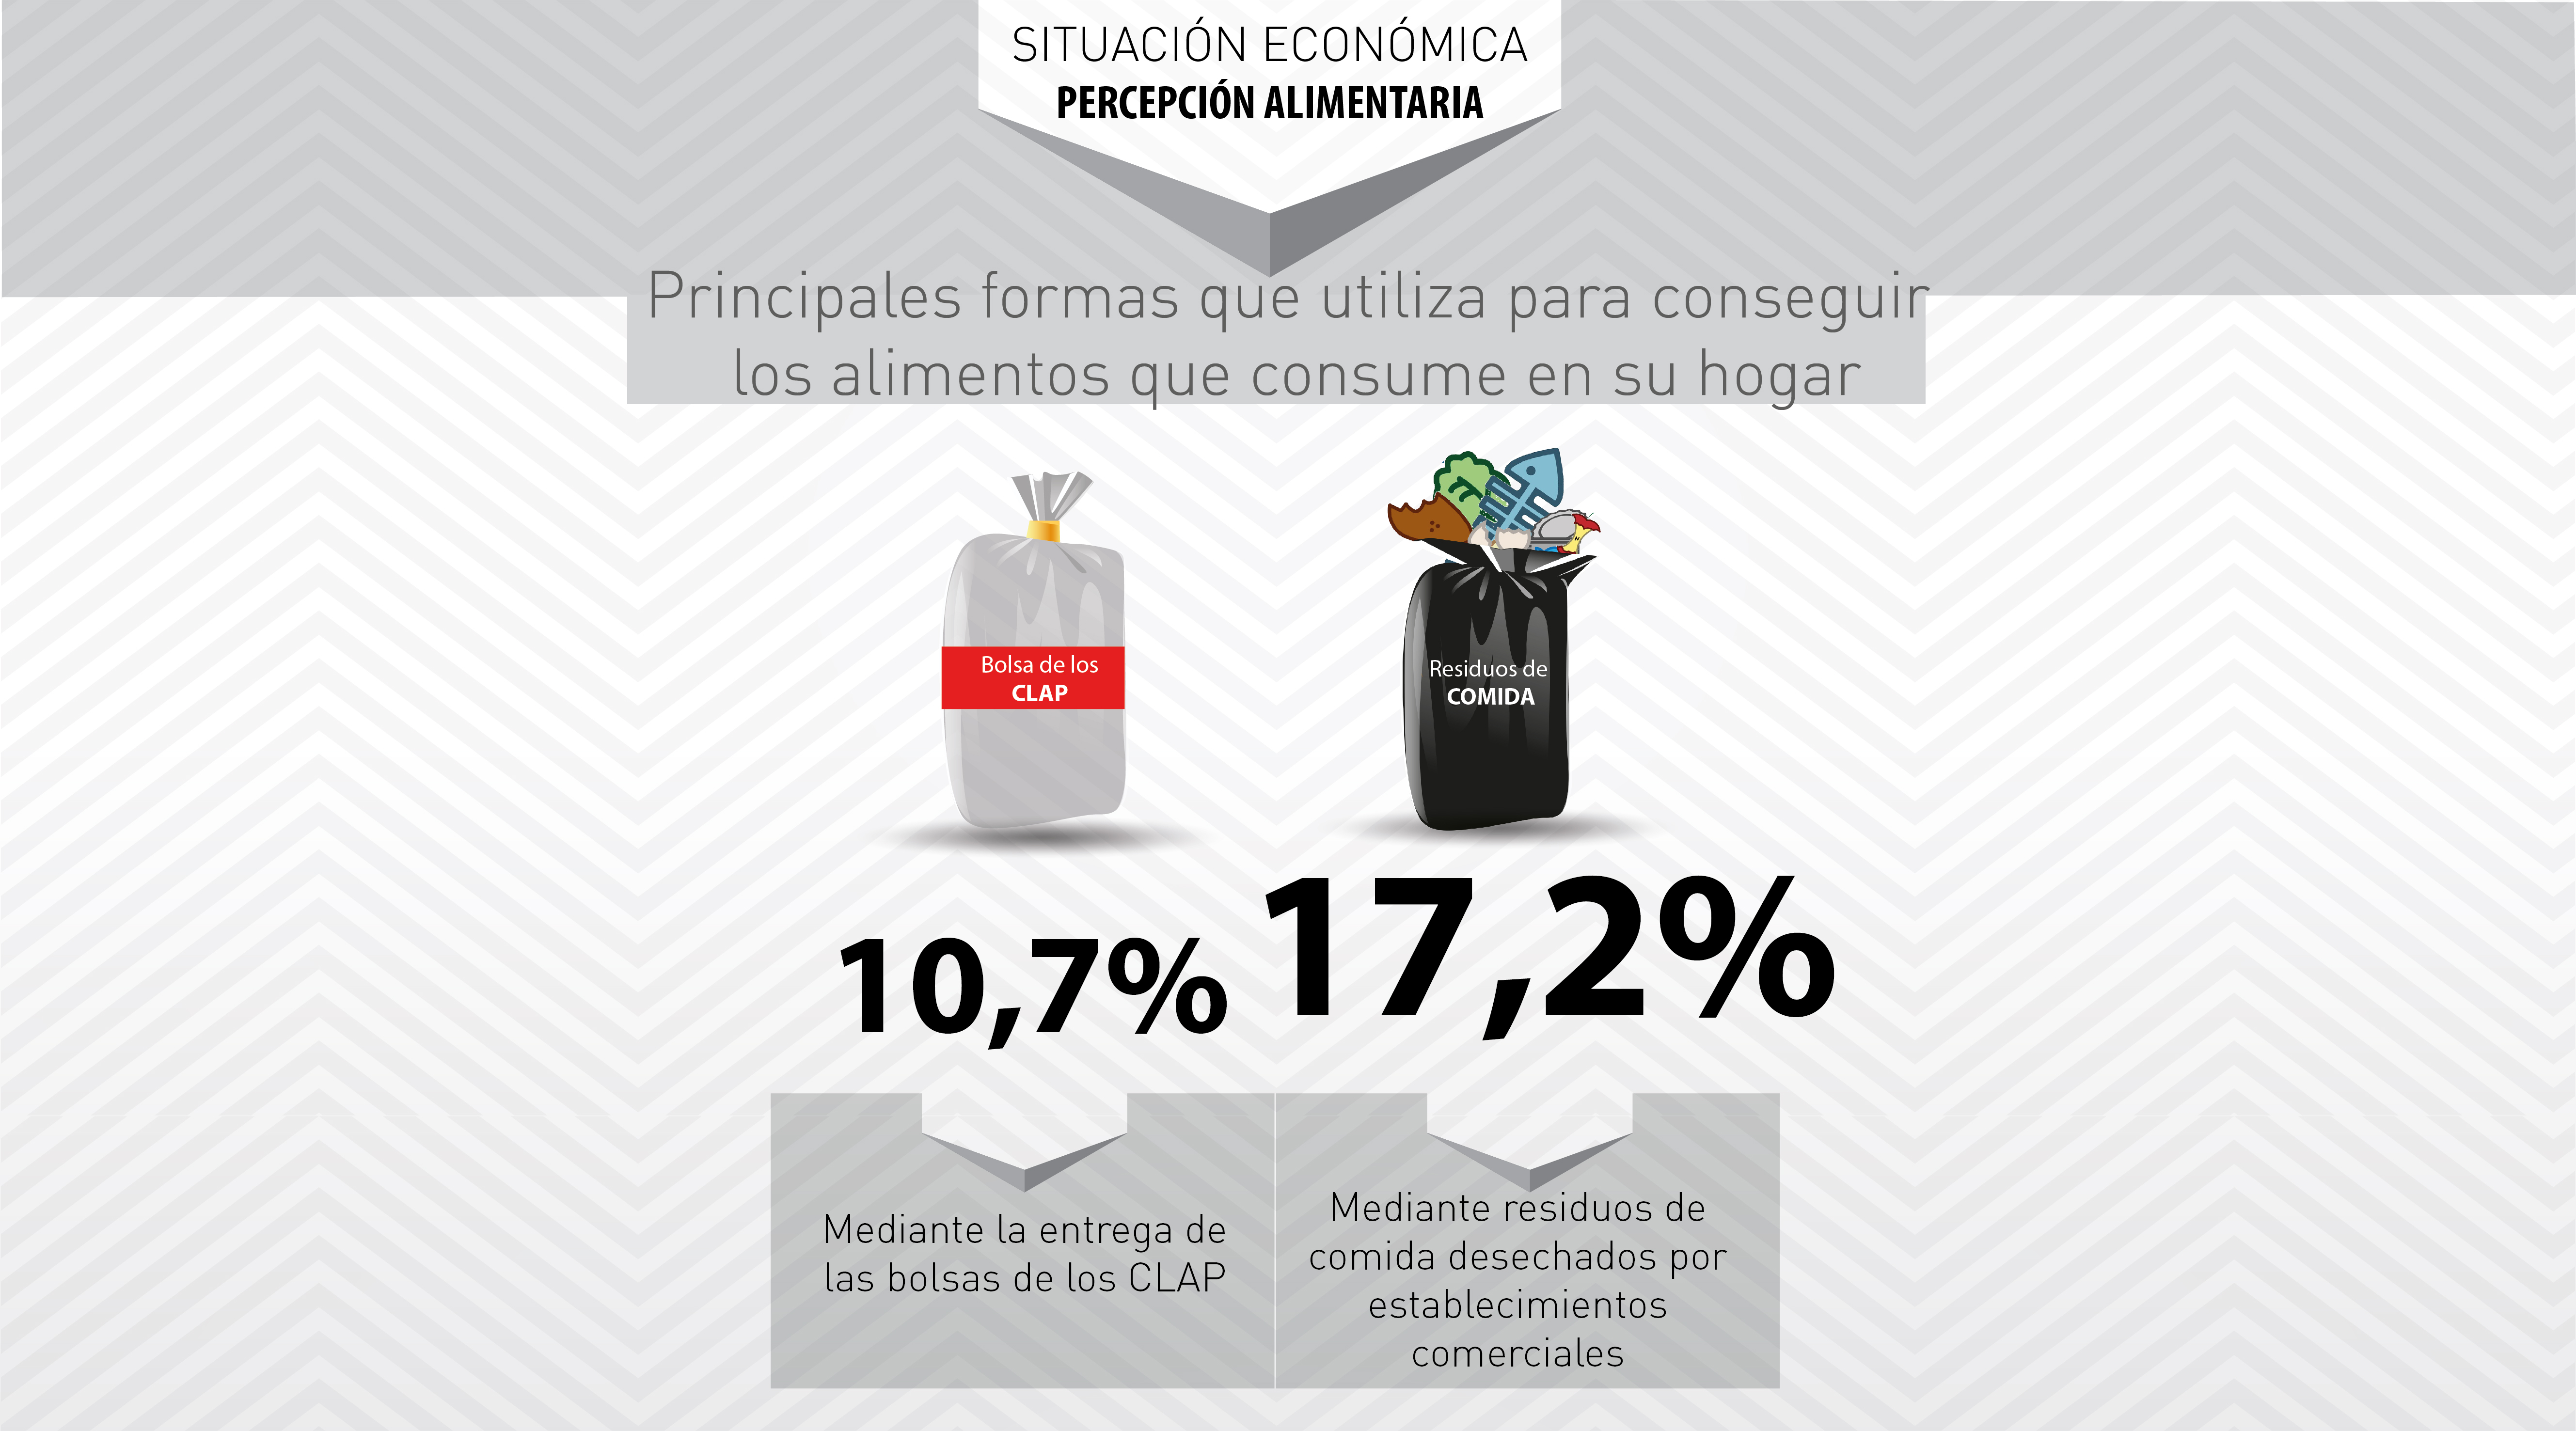 SITUACIÓN ECONÓMICA
PERCEPCIÓN ALIMENTARIA
Principales formas que utiliza para conseguir
los alimentos que consume en su hogar
Bolsa de los
CLAP
Residuos de
COMIDA
10,7%
17,2%
Mediante la entrega de
las bolsas de los CLAP
Mediante residuos de
comida desechados por
establecimientos
comerciales